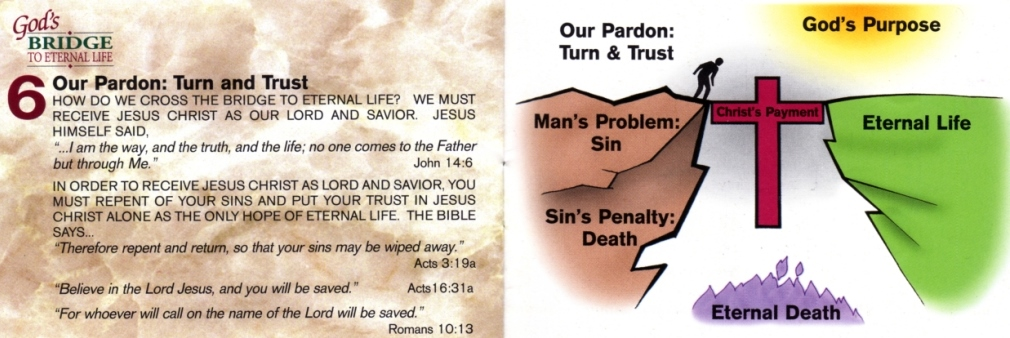 God's
BRIDGE
TO ETERNAL LIFE
6 Our Pardon: Turn and Trust
HOW DO WE CROSS THE BRIDGE TO ETERNAL LIFE? WE MUST
RECEIVE JESUS CHRIST AS OUR LORD AND SAVIOR. JESUS
HIMSELF SAID,
"...I am the way, and the truth, and the life; no one comes to the Father
but through Me." John 14:6
IN ORDER TO RECEIVE JESUS CHRIST AS LORD AND SAVIOR, YOU
MUST REPENT OF YOUR SINS AND PUT YOUR TRUST IN JESUS
CHRIST ALONE AS THE ONLY HOPE OF ETERNAL LIFE. THE BIBLE
SAYS...
"Therefore repent and return, so that your sins may be wiped away."
Acts 3:19a
"Believe in the Lord Jesus, and you will be saved." Acts16:31a
"For whoever will call on the name of the Lord will be saved."
Romans 10:13
Our Pardon:
Turn & Trust
God's Purpose
Christ's Payment
Man's Problem:
Sin
Eternal Life
Sin's Penalty:
Death
Eternal Death